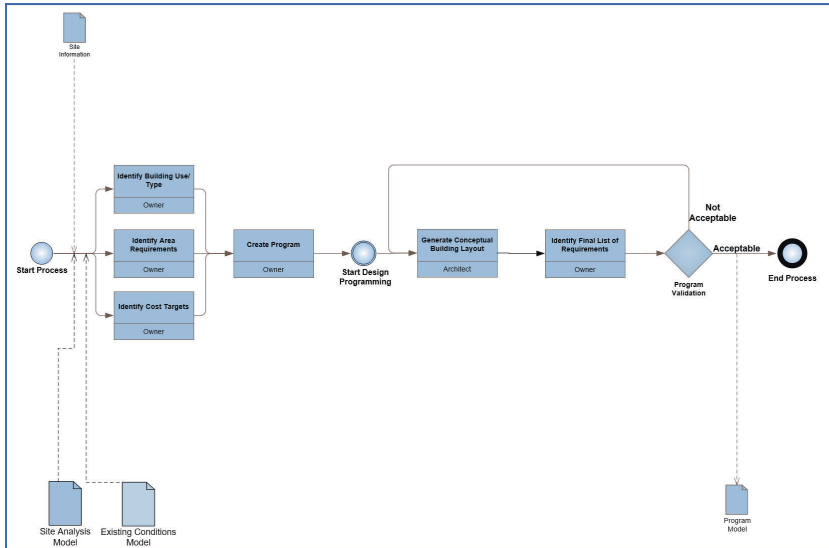 Site
Information
Identify Building Use/
Type
Owner
Identify Area
Requirements
Owner
Identify Cost Targets
Owner
Start Process
Create Program
Owner
Start Design
Programming
Generate Conceptual
Building Layout
Architect
Identify Final List of
Requirements
Owner
Not
Acceptable
Acceptable
Program
Validation
End Process
Site Analysis
Model
Existing Conditions
Model
Program
Model